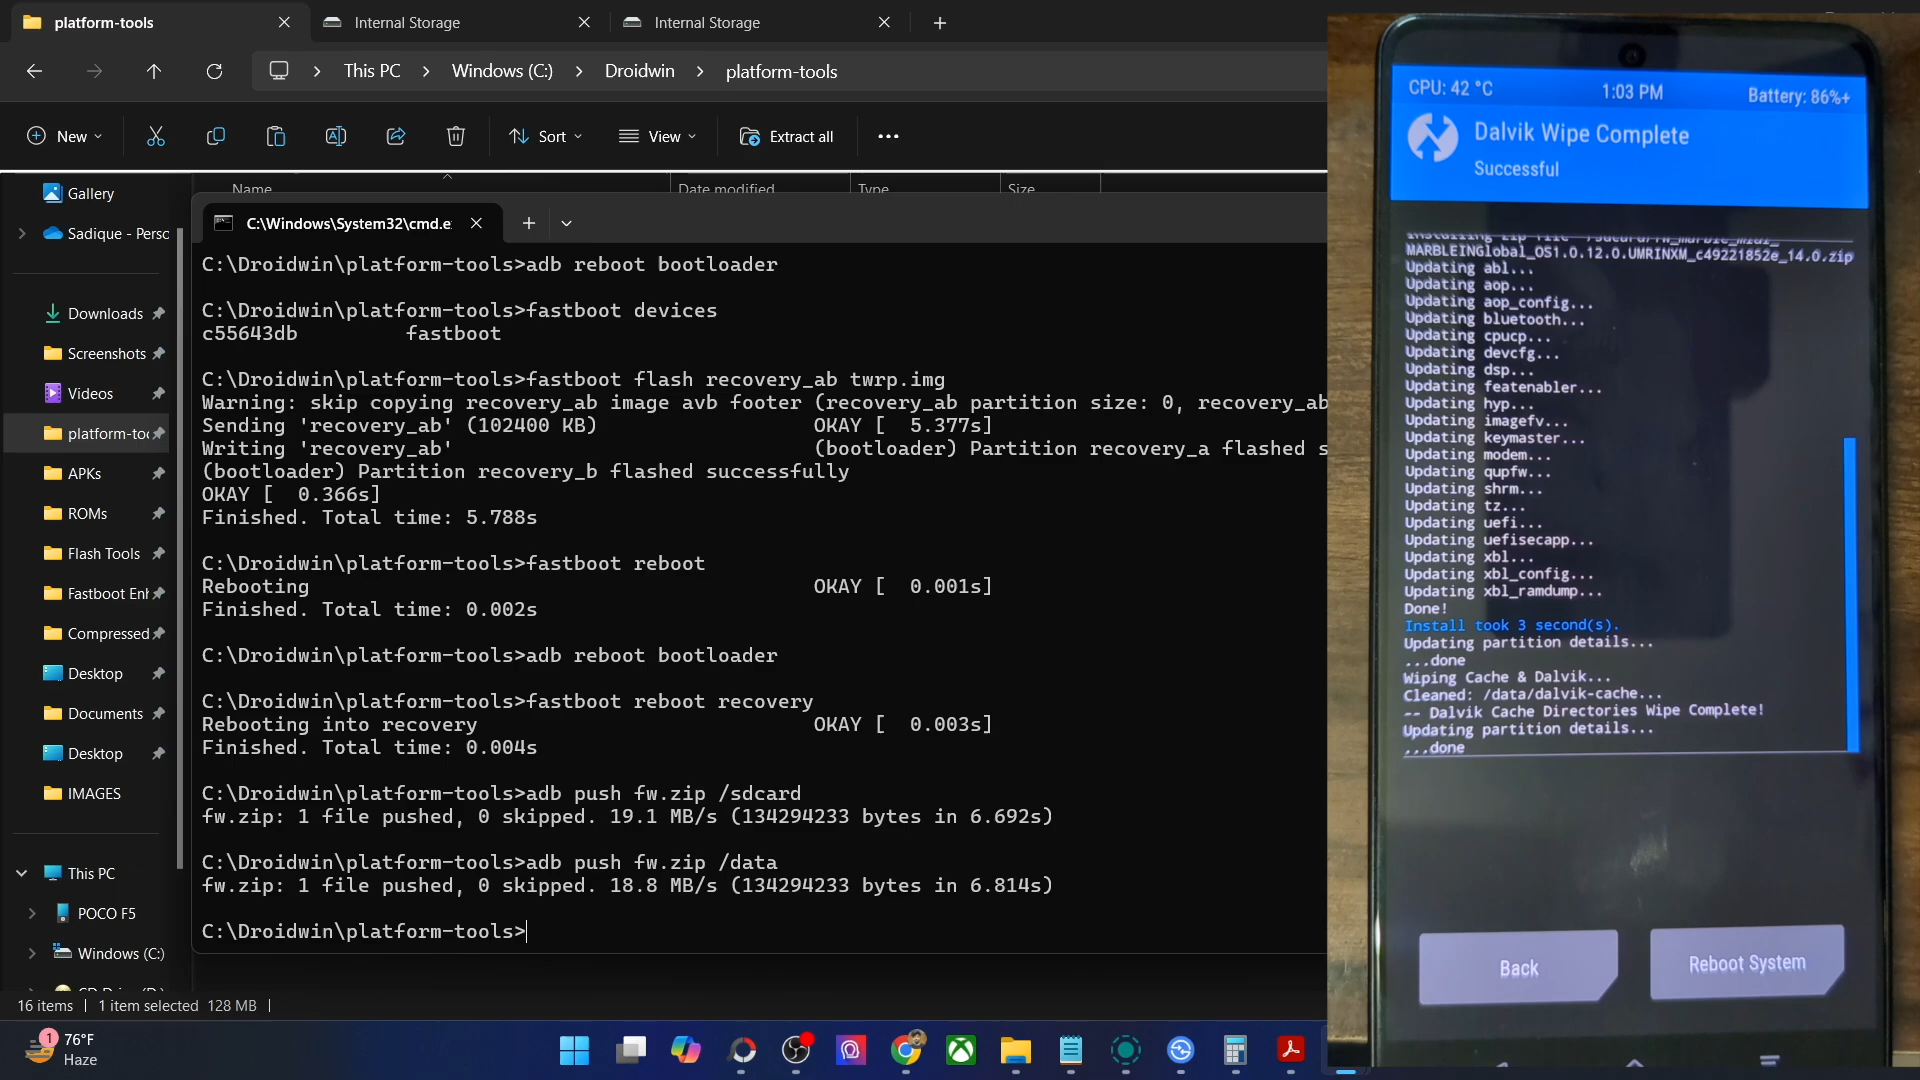 platform-tools
Internal Storage
Internal Storage
This PC
Windows (C:)
Droidwin
platform-tools
New
Sort
View
Extract all
Name
Date modified
Type
Size
Gallery
Sadique - Perso
Downloads
Screenshots
Videos
platform-too
APKs
ROMs
Flash Tools
Fastboot Enh
Compressed
Desktop
Documents
Desktop
IMAGES
This PC
POCO F5
Windows (C:)
16 items
1 item selected 128 MB
C:\Windows\System32\cmd.e
C:\Droidwin\platform-tools>adb reboot bootloader
C:\Droidwin\platform-tools>fastboot devices
c55643db fastboot
C:\Droidwin\platform-tools>fastboot flash recovery_ab twrp.img
Warning: skip copying recovery_ab image avb footer (recovery_ab partition size: 0, recovery_ab
Sending 'recovery_ab' (102400 KB) OKAY [ 5.377s]
Writing 'recovery_ab' (bootloader) Partition recovery_a flashed s
(bootloader) Partition recovery_b flashed successfully
OKAY [ 0.366s]
Finished. Total time: 5.788s
C:\Droidwin\platform-tools>fastboot reboot
Rebooting OKAY [ 0.001s]
Finished. Total time: 0.002s
C:\Droidwin\platform-tools>adb reboot bootloader
C:\Droidwin\platform-tools>fastboot reboot recovery
Rebooting into recovery OKAY [ 0.003s]
Finished. Total time: 0.004s
C:\Droidwin\platform-tools>adb push fw.zip /sdcard
fw.zip: 1 file pushed, 0 skipped. 19.1 MB/s (134294233 bytes in 6.692s)
C:\Droidwin\platform-tools>adb push fw.zip /data
fw.zip: 1 file pushed, 0 skipped. 18.8 MB/s (134294233 bytes in 6.814s)
C:\Droidwin\platform-tools>
1
76°F
Haze
CPU: 42 °C
1:03 PM
Battery: 86%+
Dalvik Wipe Complete
Successful
MARBLEINGlobal_OS1.0.12.0.UMRINXM_c49221852e_14.0.zip
Updating abl...
Updating aop...
Updating aop_config...
Updating bluetooth...
Updating cpucp...
Updating devcfg...
Updating dsp...
Updating featenabler...
Updating hyp...
Updating imagefv...
Updating keymaster...
Updating modem...
Updating qupfw...
Updating shrm...
Updating tz...
Updating uefi...
Updating uefisecapp...
Updating xbl...
Updating xbl_config...
Updating xbl_ramdump...
Done!
Install took 3 second(s).
Updating partition details...
...done
Wiping Cache & Dalvik...
Cleaned: /data/dalvik-cache...
-- Dalvik Cache Directories Wipe Complete!
Updating partition details...
...done
Back
Reboot System